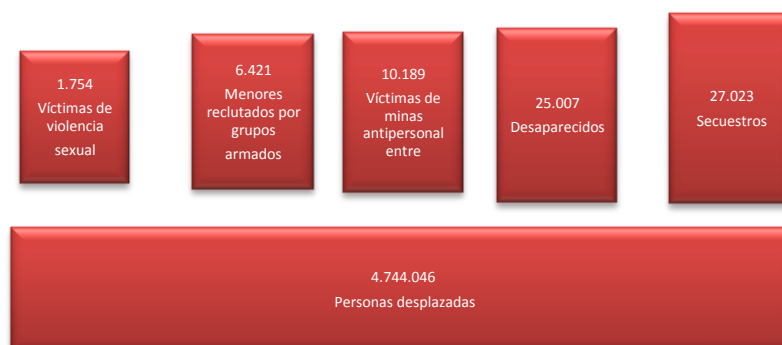 1.754
Víctimas de
violencia
sexual
6.421
Menores
reclutados por
grupos
armados
10.189
Víctimas de
minas
antipersonal
entre
25.007
Desaparecidos
27.023
Secuestros
4.744.046
Personas desplazadas